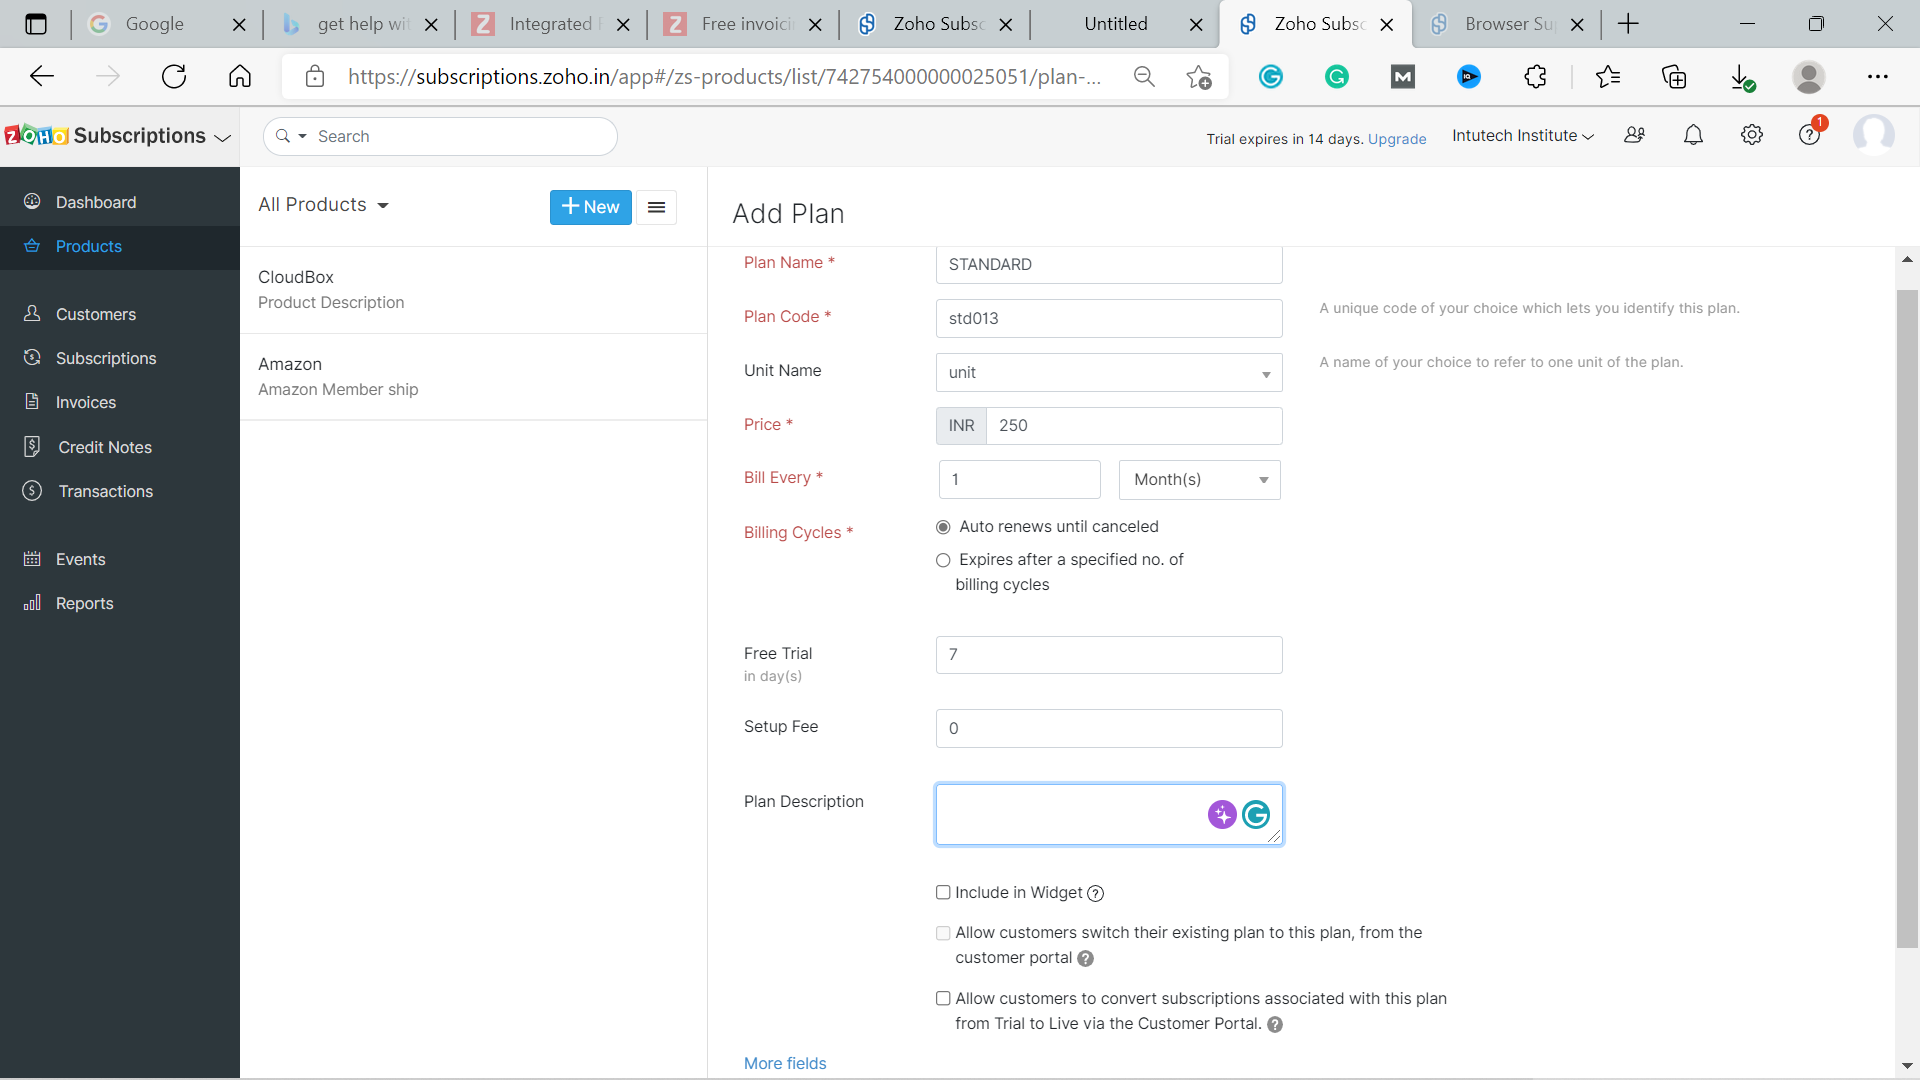 Google
get help wit
Integrated
Free invoici
Zoho Subsc
Untitled
Zoho Subsc
Browser Su
https://subscriptions.zoho.in/app#/zs-products/list/742754000000025051/plan-...
ZOHO Subscriptions
Search
Trial expires in 14 days. Upgrade
Intutech Institute
1
Dashboard
Products
Customers
Subscriptions
Invoices
Credit Notes
Transactions
Events
Reports
All Products
+ New
CloudBox
Product Description
Amazon
Amazon Member ship
Add Plan
Plan Name *
STANDARD
Plan Code *
std013
A unique code of your choice which lets you identify this plan.
Unit Name
unit
A name of your choice to refer to one unit of the plan.
Price *
INR 250
Bill Every *
1
Month(s)
Billing Cycles *
Auto renews until canceled
Expires after a specified no. of
billing cycles
Free Trial
in day(s)
7
Setup Fee
0
Plan Description
Include in Widget ?
Allow customers switch their existing plan to this plan, from the
customer portal ?
Allow customers to convert subscriptions associated with this plan
from Trial to Live via the Customer Portal. ?
More fields